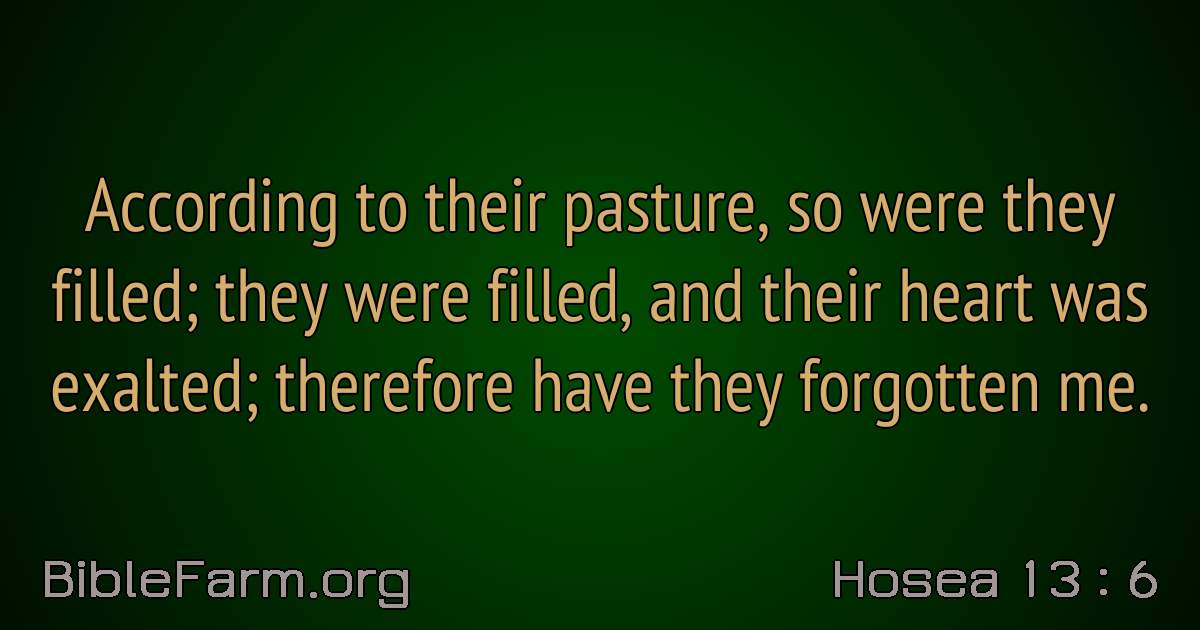 According to their pasture, so were they
filled; they were filled, and their heart was
exalted; therefore have they forgotten me.
BibleFarm.org
Hosea 13 : 6